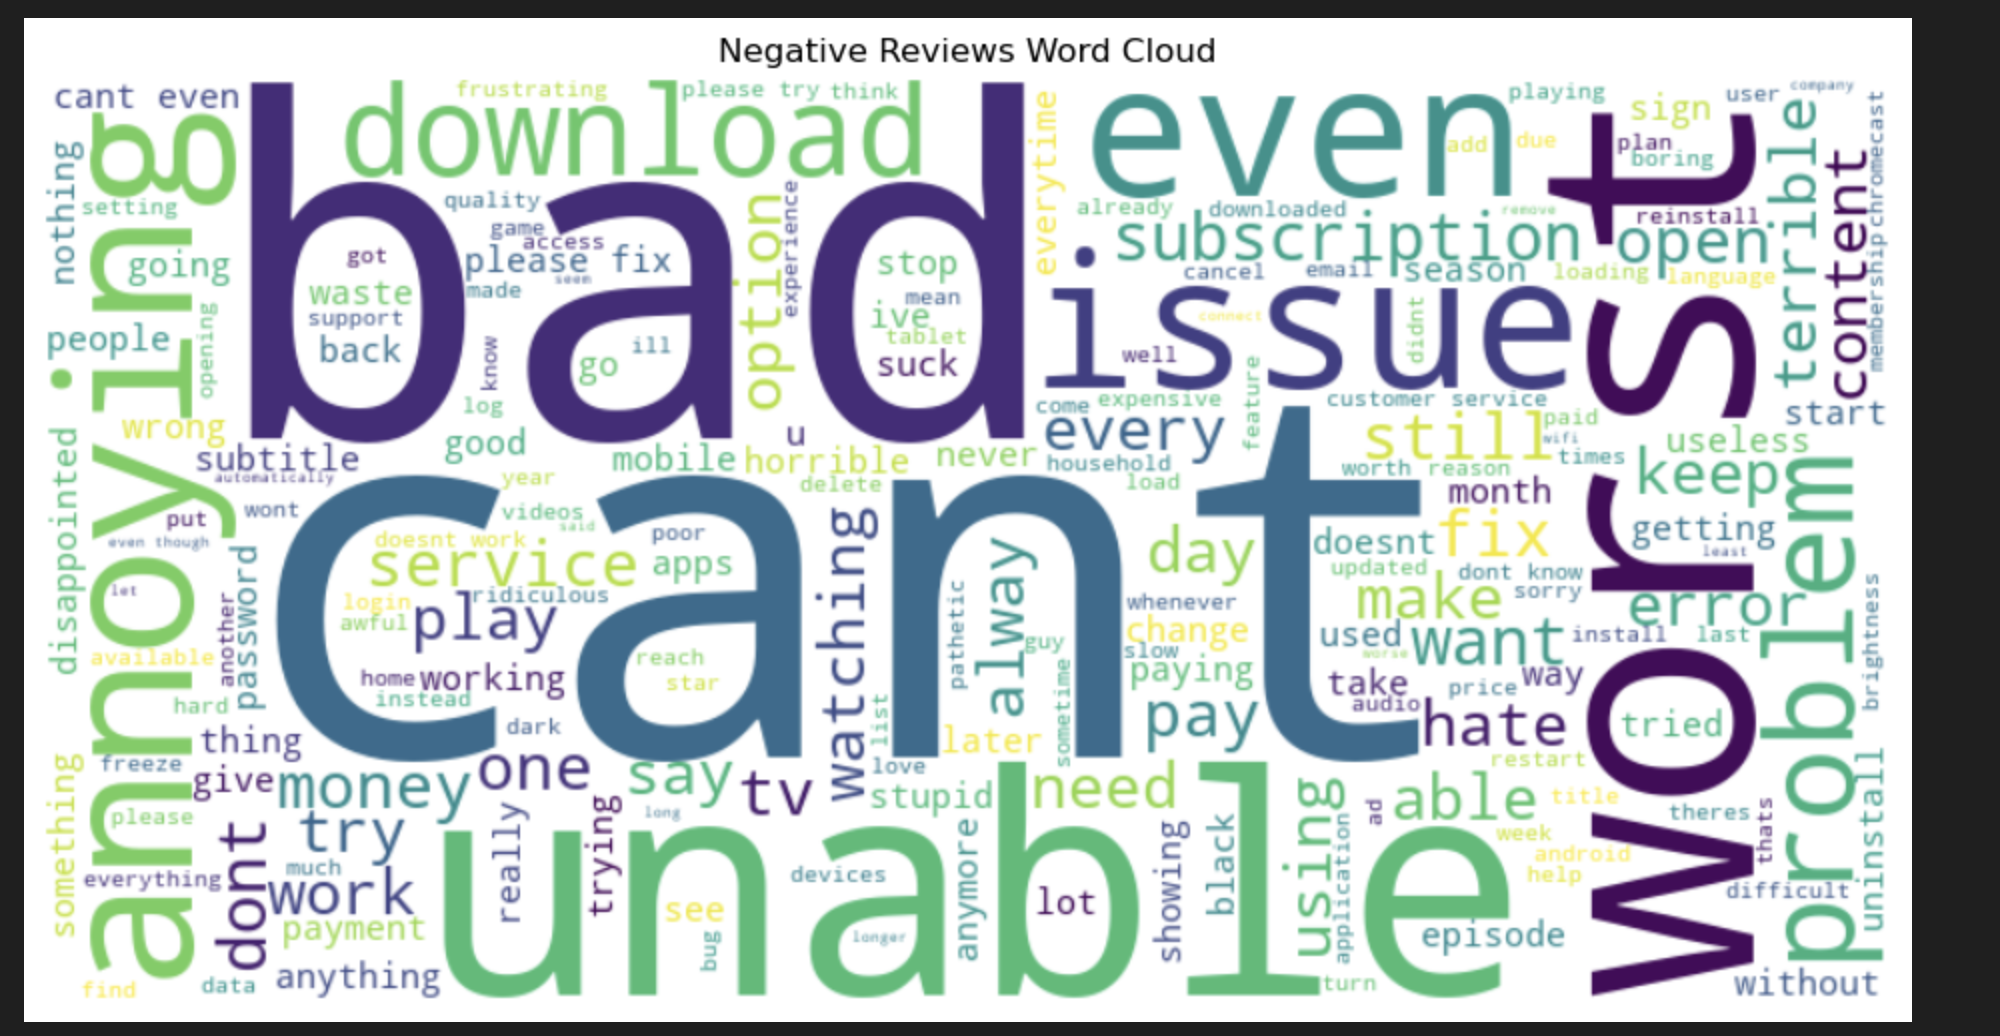 Negative Reviews Word Cloud
cant even
frustrating
please try
think
playing
company
user
sign
download
even
everytime
add
due
plan
boring
terrible
chromecast
nothing
annoying
setting
going
bad
quality
game
access
please fix
seem
made
got
waste
support
back
option
experience
stop
mean
ive
tablet
suck
already
downloaded
remove
subscription
reinstall
open
content
membership
cancel
email
season
loading
language
issue
connect
didnt
well
worst
people
opening
know
go
ill
log
come
expensive
feature
customer service
start
wrong
good
u
every
still
paid
wifi
useless
subtitle
automatically
mobile
horrible
never
household
times
worth
reason
keep
disappointed
year
delete
load
month
put
wont
videos
said
cant
even though
doesnt work
poor
service
apps
watching
day
doesnt
fix
getting
least
problem
password
let
another
login
awful
play
ridiculous
pathetic
alway
whenever
updated
dont know
make
sorry
error
brightness
change
guy
slow
used
want
install
last
worse
available
home
working
reach
star
instead
sometime
paying
take
price
way
audio
hard
dark
list
later
pay
hate
tried
thing
freeze
give
money
one
say
tv
love
stupid
need
restart
something
please
try
long
really
trying
unable
using
ad
able
title
theres
thats
uninstall
dont
much
everything
work
devices
anymore
lot
showing
black
application
week
android
help
difficult
payment
see
bug
longer
episode
find
data
anything
turn
without